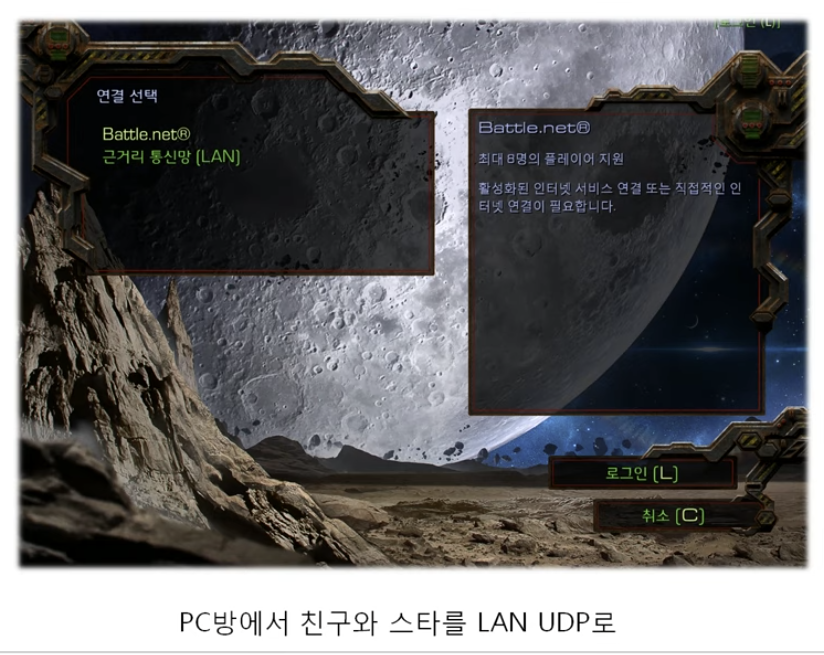 연결 선택
Battle.net®
근거리 통신망 (LAN)
Battle.net®
최대 8명의 플레이어 지원
활성화된 인터넷 서비스 연결 또는 직접적인 인
터넷 연결이 필요합니다.
로그인 (L)
취소 (C)
PC방에서 친구와 스타를 LAN UDP로